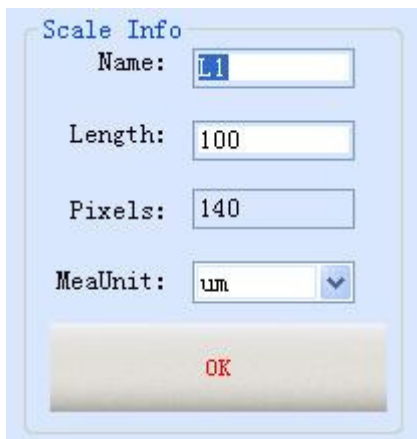 Scale Info
Name: L1
Length: 100
Pixels: 140
MeaUnit: um
OK